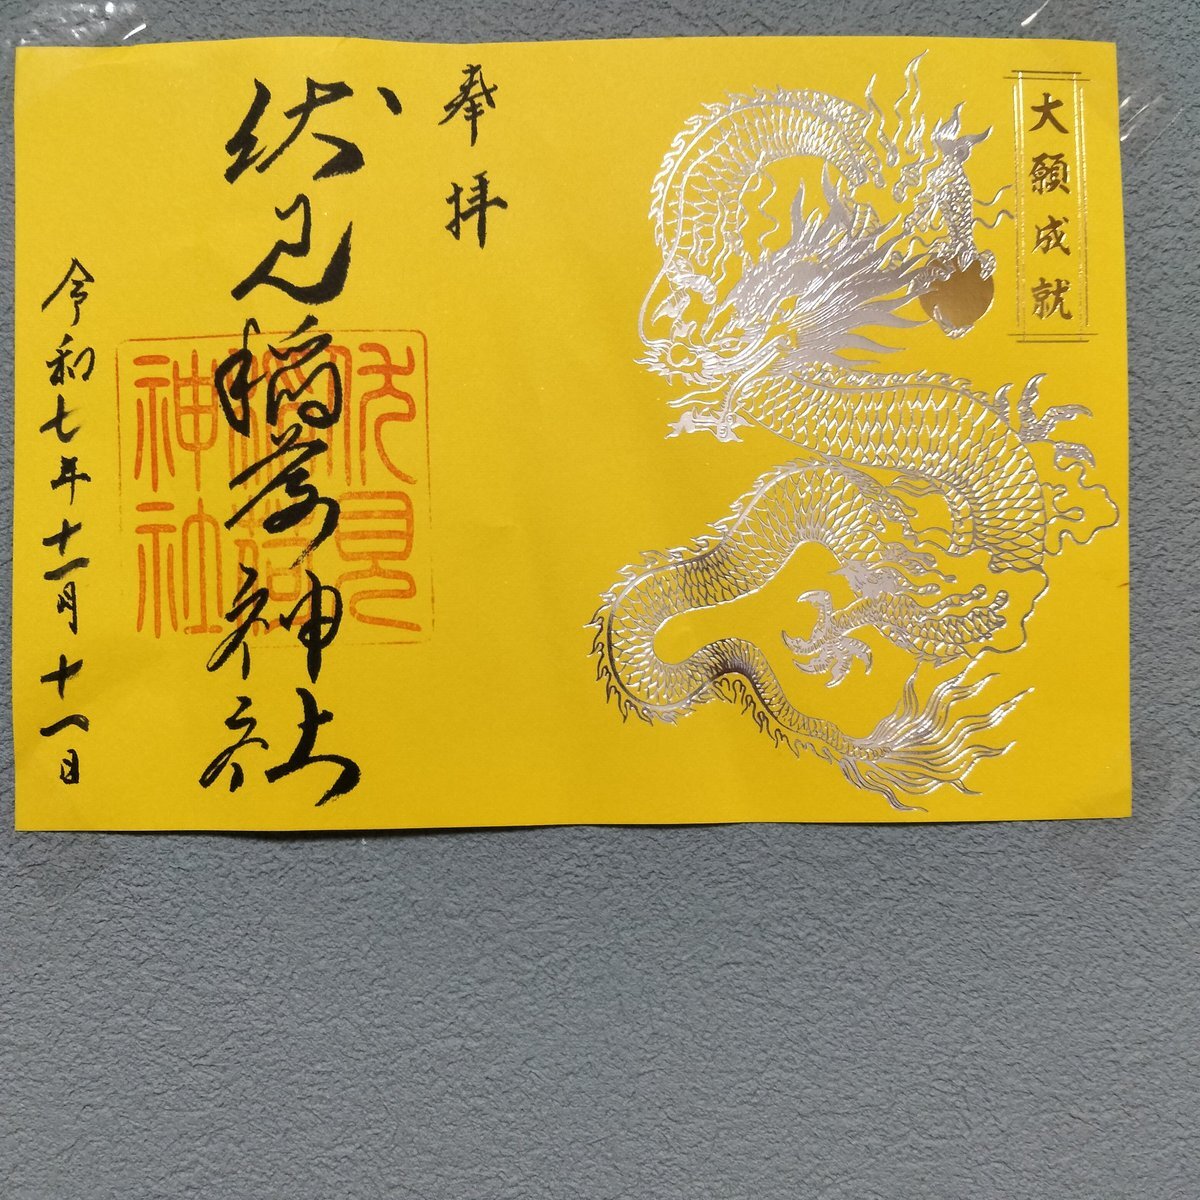 大願成就
奉拝
伏見稲荷神社
伏見
稲荷
神社
令和七年十一月十一日